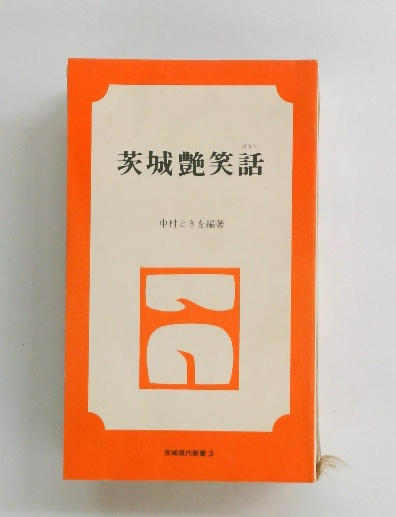 ばなし
茨城艶笑話
中村ときを編著
茨城現代新書 3